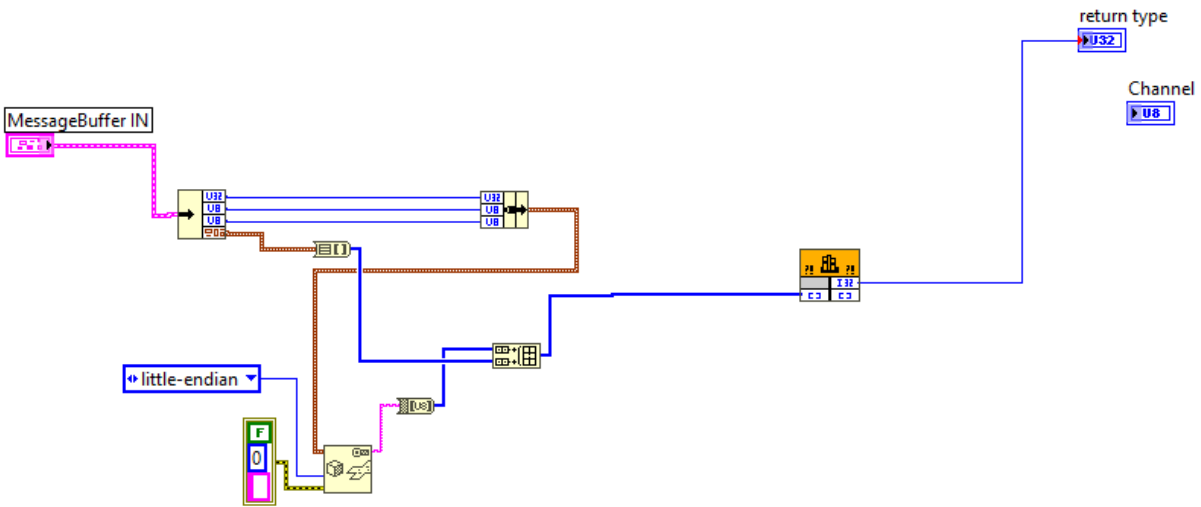 return type
U32
Channel
U8
MessageBuffer IN
U32
U8
U8
U32
U8
U8
?! ?!
I32
little-endian
[U8]
F
0